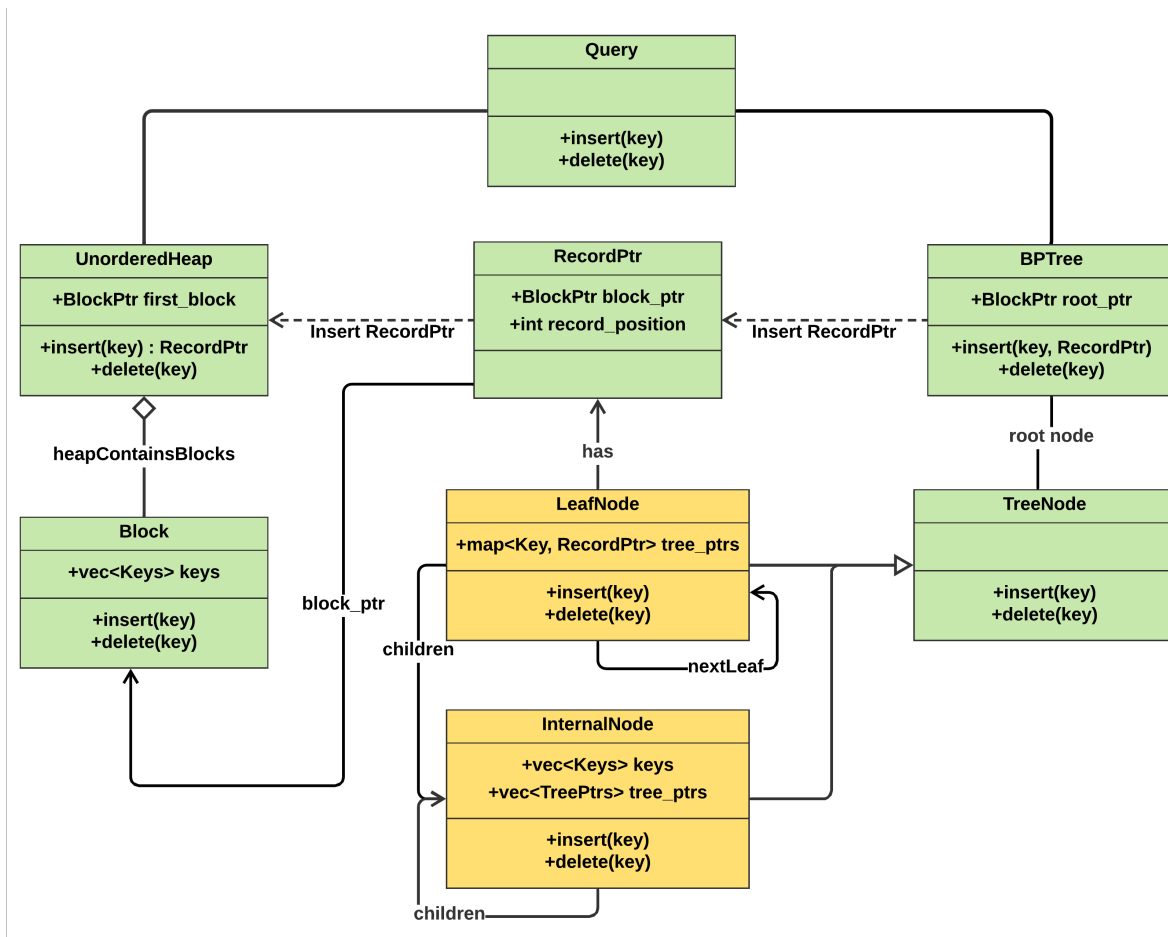 Query
+insert(key)
+delete(key)
UnorderedHeap
+BlockPtr first_block
+insert(key) : RecordPtr
+delete(key)
RecordPtr
+BlockPtr block_ptr
+int record_position
BPTree
+BlockPtr root_ptr
+insert(key, RecordPtr)
+delete(key)
Insert RecordPtr
Insert RecordPtr
heapContainsBlocks
has
root node
Block
+vec<Keys> keys
+insert(key)
+delete(key)
LeafNode
+map<Key, RecordPtr> tree_ptrs
+insert(key)
+delete(key)
TreeNode
+insert(key)
+delete(key)
block_ptr
children
nextLeaf
InternalNode
+vec<Keys> keys
+vec<TreePtrs> tree_ptrs
+insert(key)
+delete(key)
children